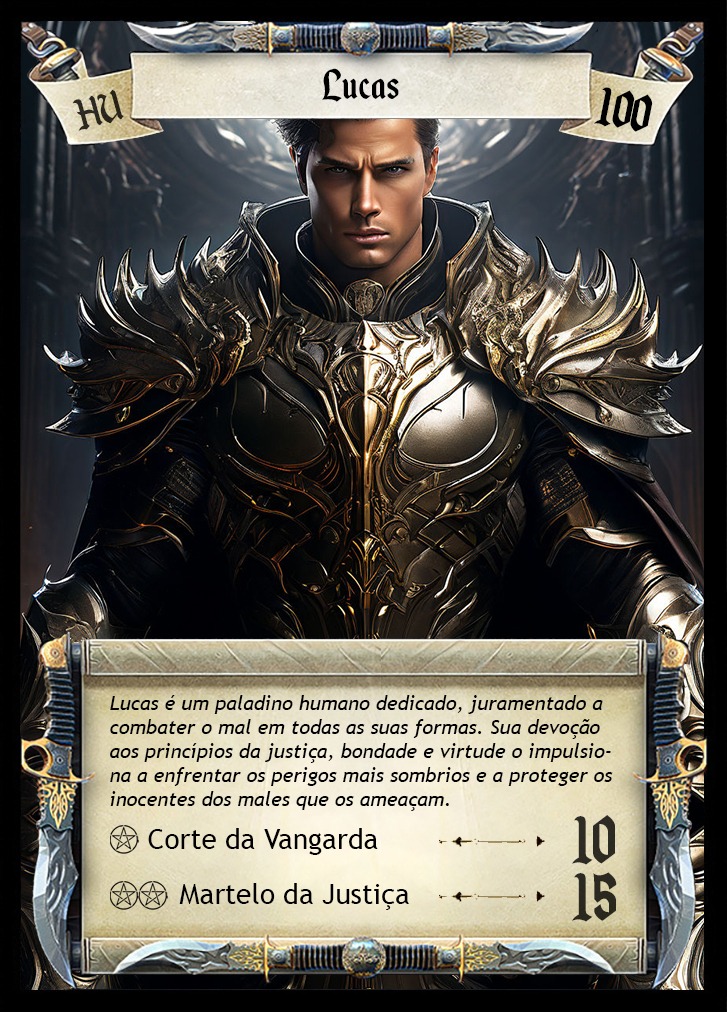 Lucas
HU
100
Lucas é um paladino humano dedicado, juramentado a
combater o mal em todas as suas formas. Sua devoção
aos princípios da justiça, bondade e virtude o impulsio-
na a enfrentar os perigos mais sombrios e a proteger os
inocentes dos males que os ameaçam.
Corte da Vangarda 10
Martelo da Justiça 15